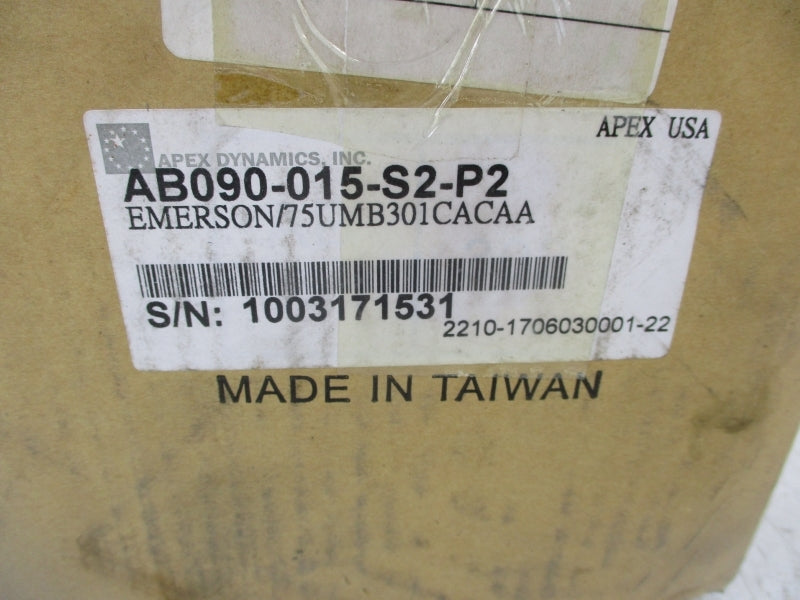 APEX USA
APEX DYNAMICS, INC.
AB090-015-S2-P2
EMERSON/75UMB301CACAA
S/N: 1003171531
2210-1706030001-22
MADE IN TAIWAN